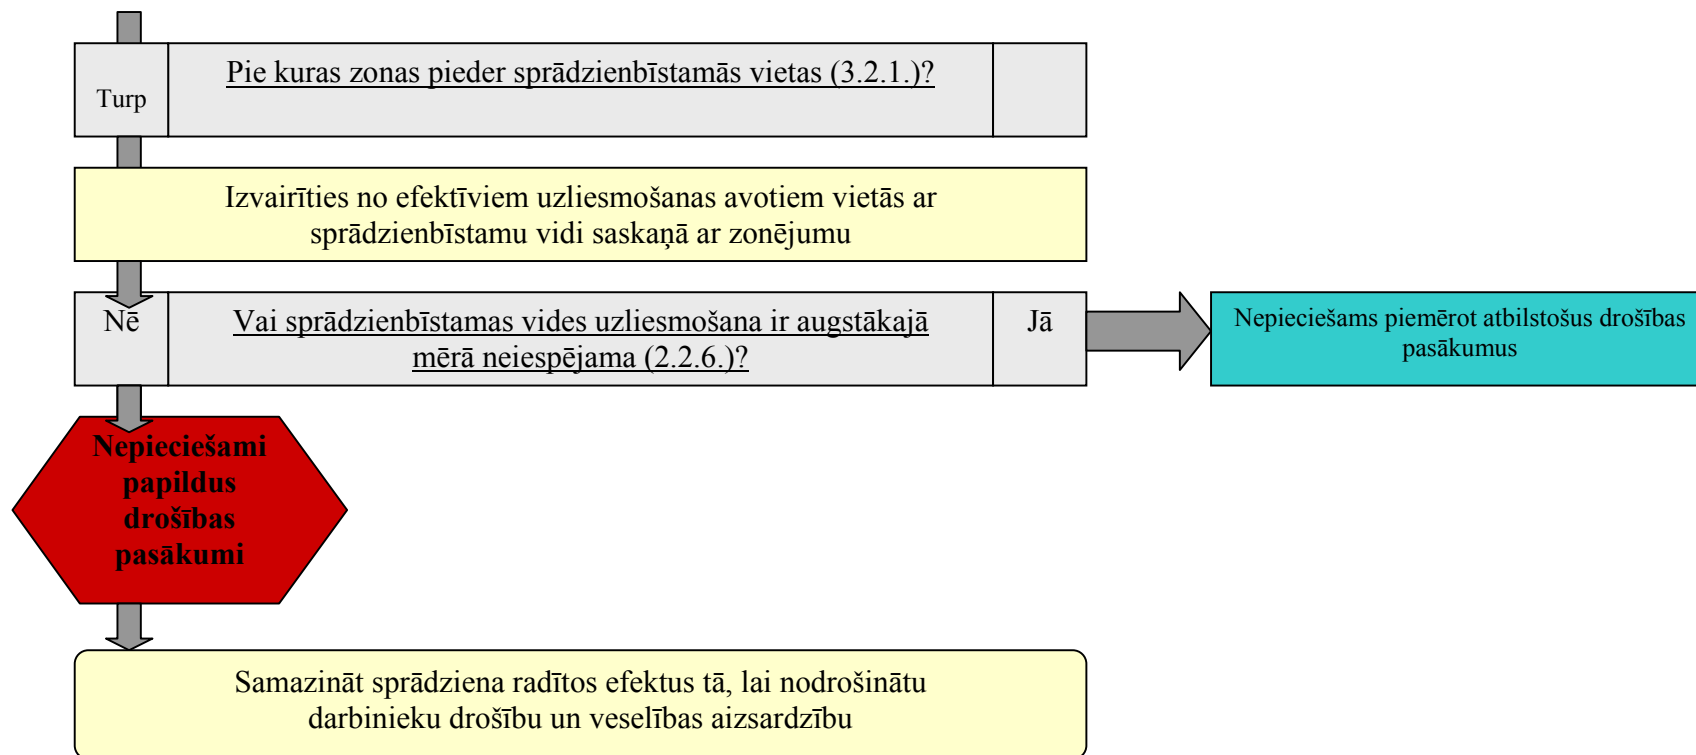 Pie kuras zonas pieder sprādzienbīstamās vietas (3.2.1.)?
Turp
Izvairīties no efektīviem uzliesmošanas avotiem vietās ar
sprādzienbīstamu vidi saskaņā ar zonējumu
Nē
Vai sprādzienbīstamas vides uzliesmošana ir augstākajā
mērā neiespējama (2.2.6.)?
Jā
Nepieciešams piemērot atbilstošus drošības
pasākumus
Nepieciešami
papildus
drošības
pasākumi
Samazināt sprādziena radītos efektus tā, lai nodrošinātu
darbinieku drošību un veselības aizsardzību